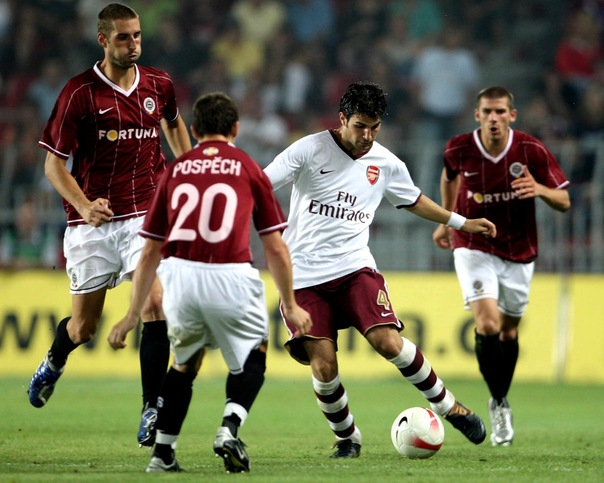 FORTUNA
POSPĚCH
20
Fly
Emirates
4
FORTUNA